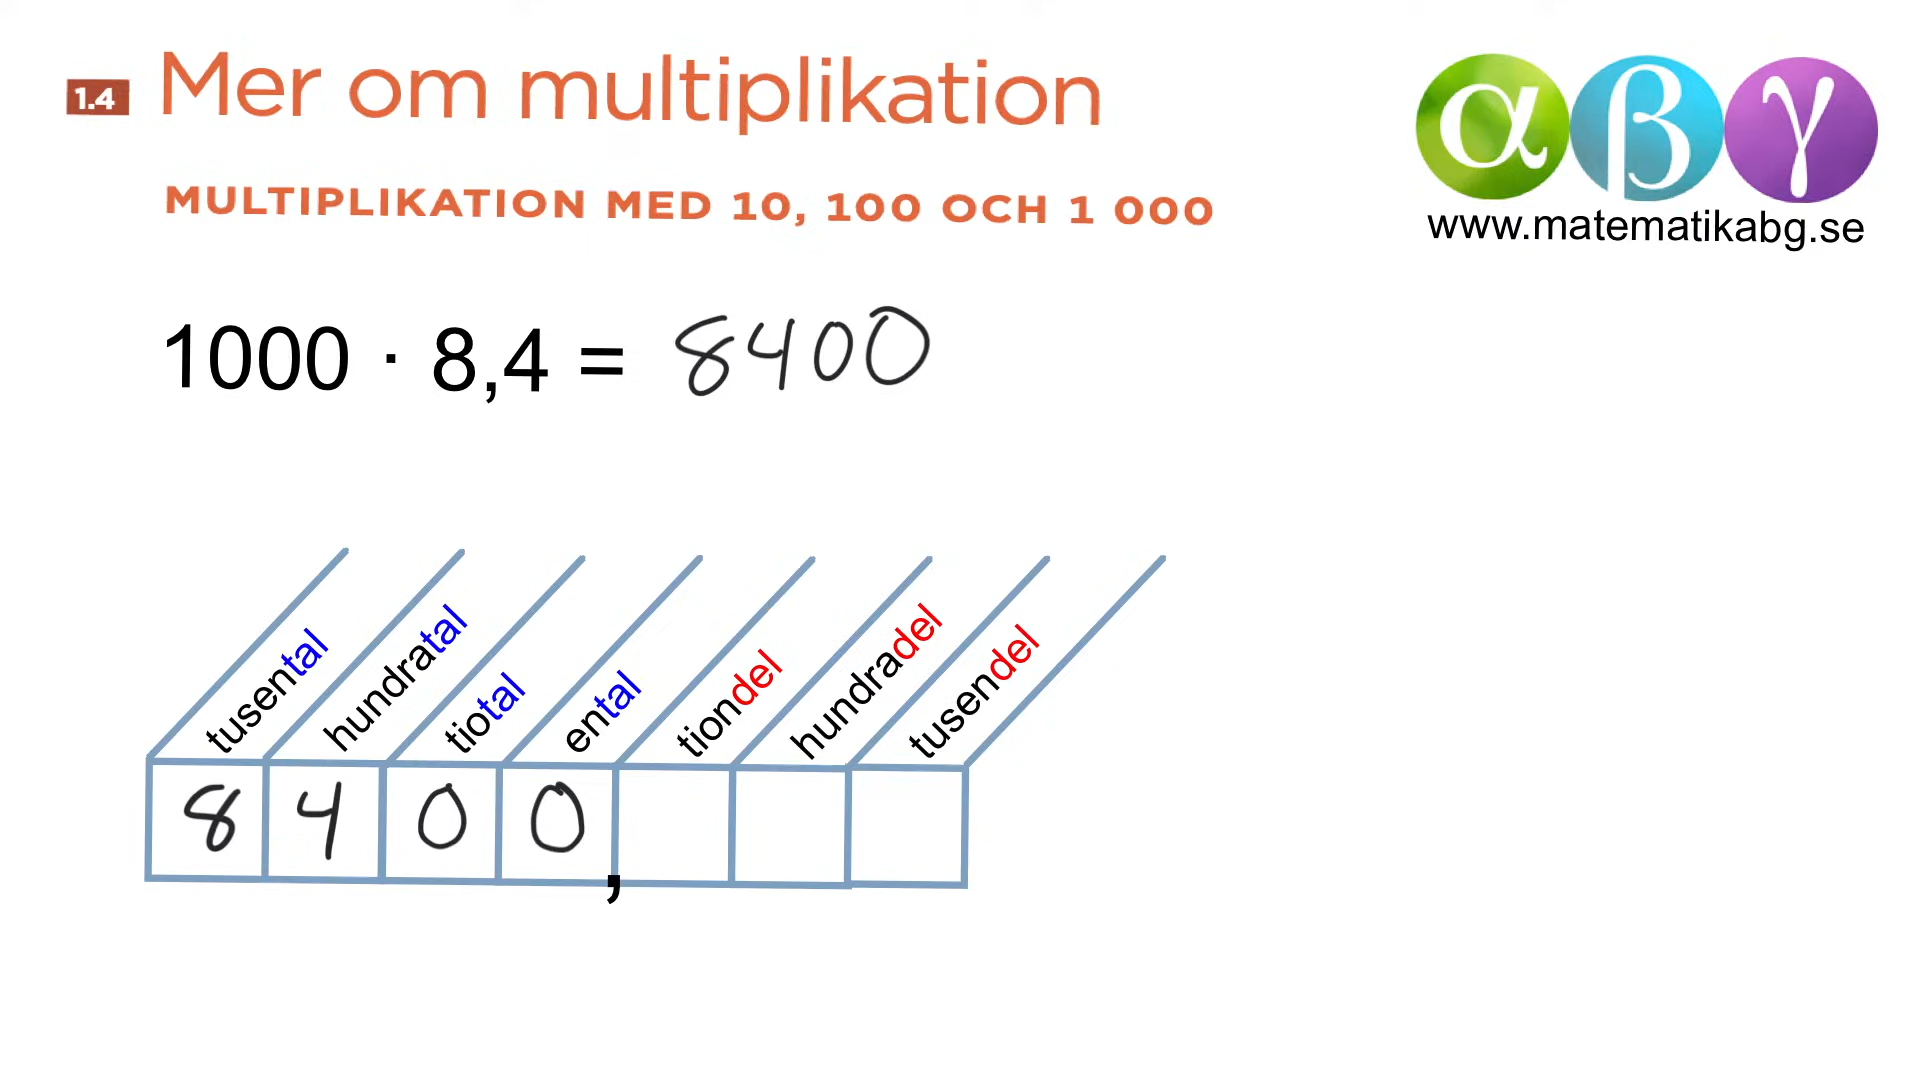 1.4 Mer om multiplikation
αβγ
www.matematikabg.se
MULTIPLIKATION MED 10, 100 OCH 1 000
1000 · 8,4 = 8400
tusental hundratal tiotal ental tiondel hundradel tusendel
8 4 0 0 ,